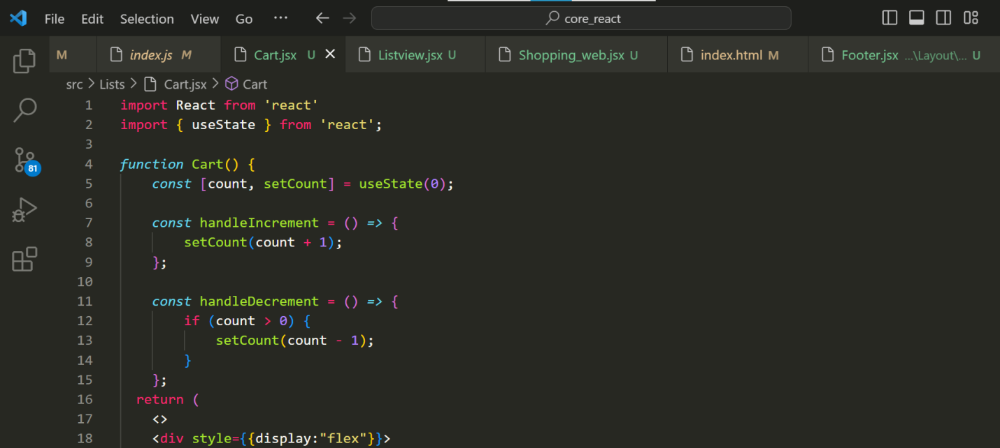 File Edit Selection View Go ... core_react
M index.js M Cart.jsx U Listview.jsx U Shopping_web.jsx U index.html M Footer.jsx ...\Layout\... U
src > Lists > Cart.jsx > Cart
1 import React from 'react'
2 import { useState } from 'react';
3
4 function Cart() {
5 const [count, setCount] = useState(0);
6
7 const handleIncrement = () => {
8 setCount(count + 1);
9 };
10
11 const handleDecrement = () => {
12 if (count > 0) {
81
13 setCount(count - 1);
14 }
15 };
16 return (
17 <>
18 <div style={{display:"flex"}}>